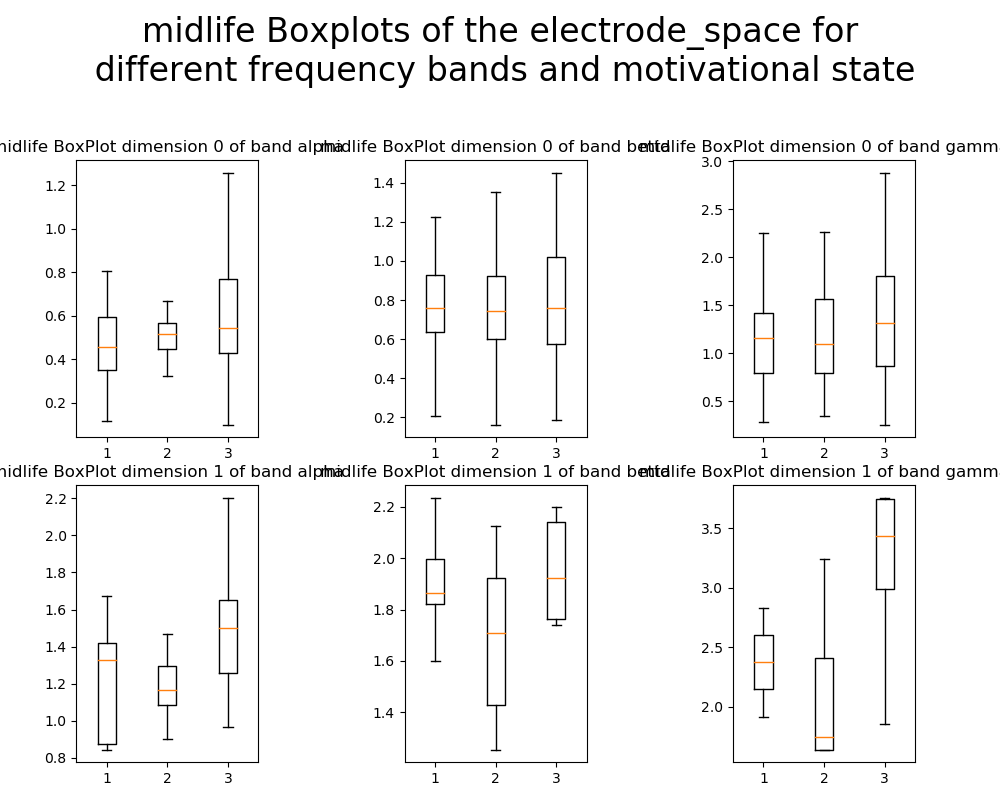 midlife Boxplots of the electrode_space for
different frequency bands and motivational state
midlife BoxPlot dimension 0 of band alpha
1.2
1.0
0.8
0.6
0.4
0.2
1 2 3
midlife BoxPlot dimension 0 of band betta
1.4
1.2
1.0
0.8
0.6
0.4
0.2
1 2 3
midlife BoxPlot dimension 0 of band gamm
3.0
2.5
2.0
1.5
1.0
0.5
1 2 3
midlife BoxPlot dimension 1 of band alpha
2.2
2.0
1.8
1.6
1.4
1.2
1.0
0.8
1 2 3
midlife BoxPlot dimension 1 of band betta
2.2
2.0
1.8
1.6
1.4
1 2 3
midlife BoxPlot dimension 1 of band gamm
3.5
3.0
2.5
2.0
1 2 3